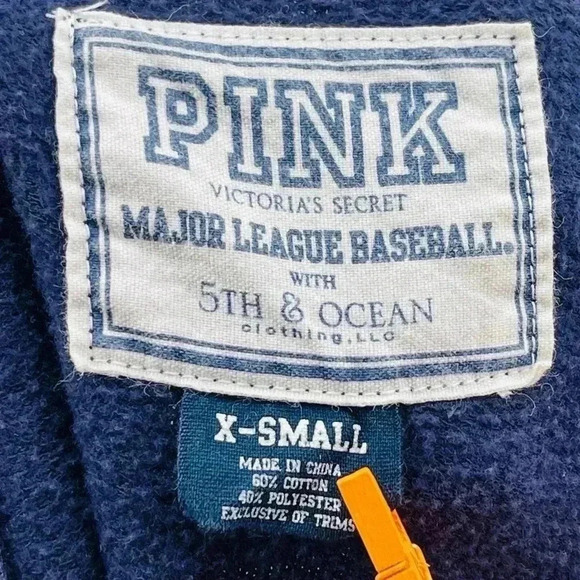 PINK
VICTORIA'S SECRET
MAJOR LEAGUE BASEBALL®
WITH
5TH & OCEAN
clothing, LLC
X-SMALL
MADE IN CHINA
60% COTTON
40% POLYESTER
EXCLUSIVE OF TRIMS